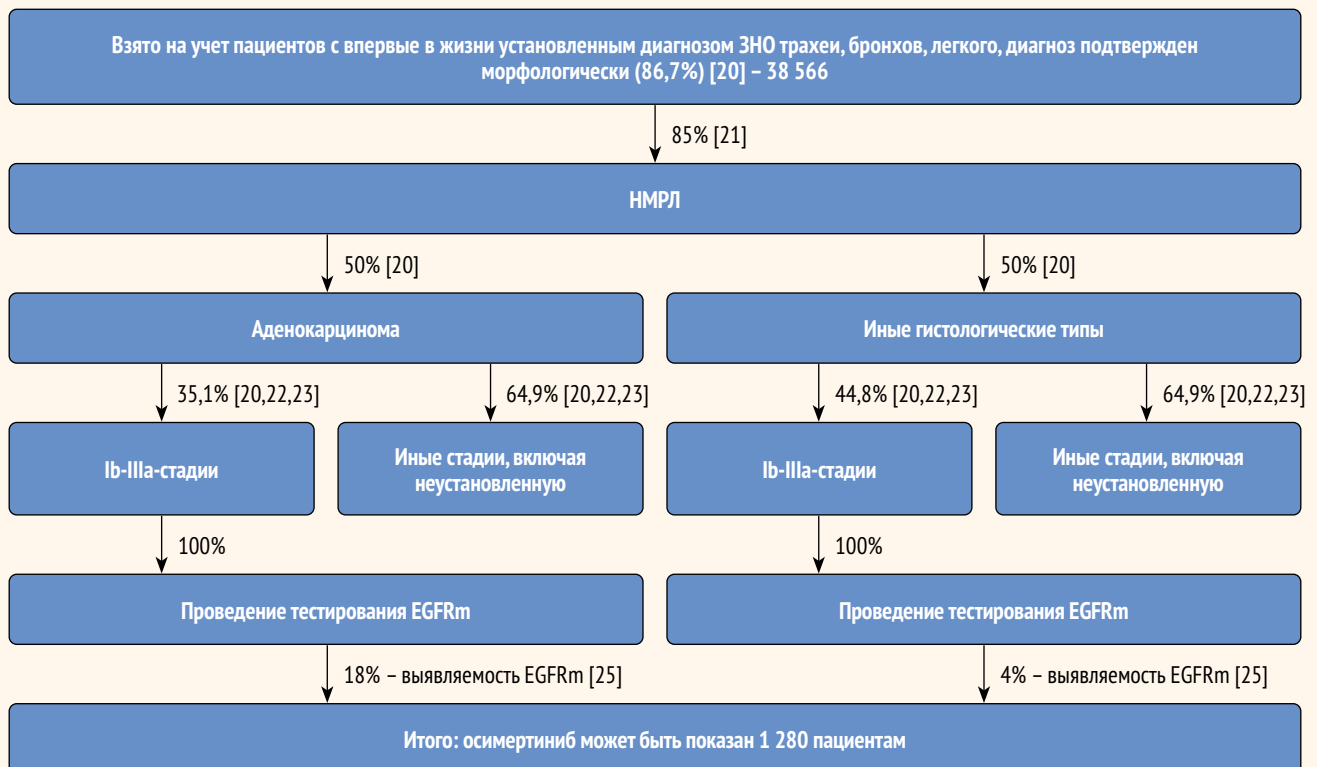 Взято на учет пациентов с впервые в жизни установленным диагнозом ЗНО трахеи, бронхов, легкого, диагноз подтвержден
морфологически (86,7%) [20] – 38 566
85% [21]
НМРЛ
50% [20]
50% [20]
Аденокарцинома
Иные гистологические типы
35,1% [20,22,23]
64,9% [20,22,23]
44,8% [20,22,23]
64,9% [20,22,23]
Ib-IIIa-стадии
Иные стадии, включая
неустановленную
Ib-IIIa-стадии
Иные стадии, включая
неустановленную
100%
100%
Проведение тестирования EGFRm
Проведение тестирования EGFRm
18% – выявляемость EGFRm [25]
4% – выявляемость EGFRm [25]
Итого: осимертиниб может быть показан 1 280 пациентам